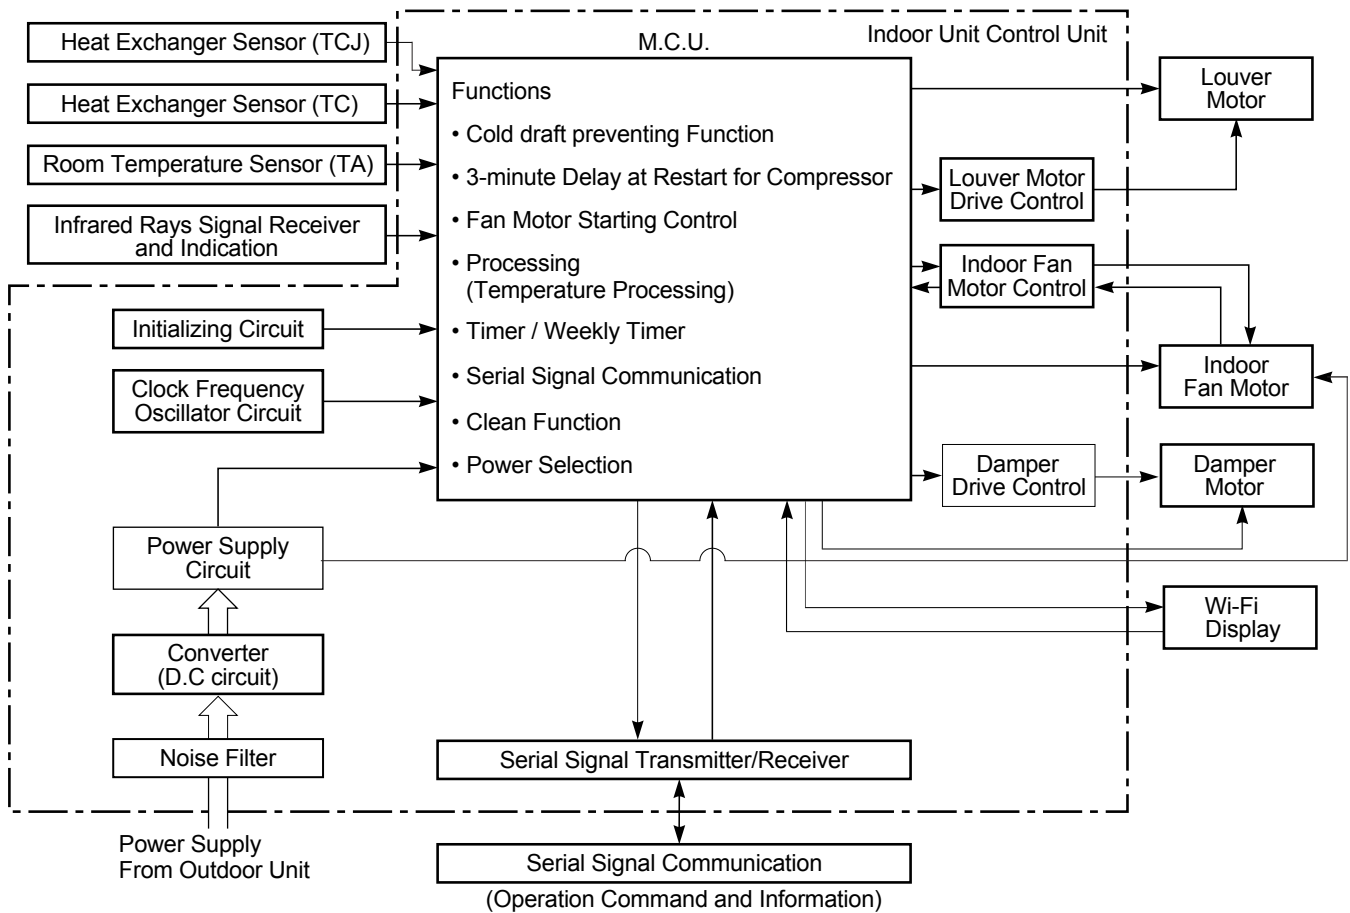 Indoor Unit Control Unit
M.C.U.
Heat Exchanger Sensor (TCJ)
Heat Exchanger Sensor (TC)
Room Temperature Sensor (TA)
Infrared Rays Signal Receiver
and Indication
Initializing Circuit
Clock Frequency
Oscillator Circuit
Power Supply
Circuit
Converter
(D.C circuit)
Noise Filter
Power Supply
From Outdoor Unit
Functions
• Cold draft preventing Function
• 3-minute Delay at Restart for Compressor
• Fan Motor Starting Control
• Processing
(Temperature Processing)
• Timer / Weekly Timer
• Serial Signal Communication
• Clean Function
• Power Selection
Louver
Motor
Louver Motor
Drive Control
Indoor Fan
Motor Control
Indoor
Fan Motor
Damper
Drive Control
Damper
Motor
Wi-Fi
Display
Serial Signal Transmitter/Receiver
Serial Signal Communication
(Operation Command and Information)